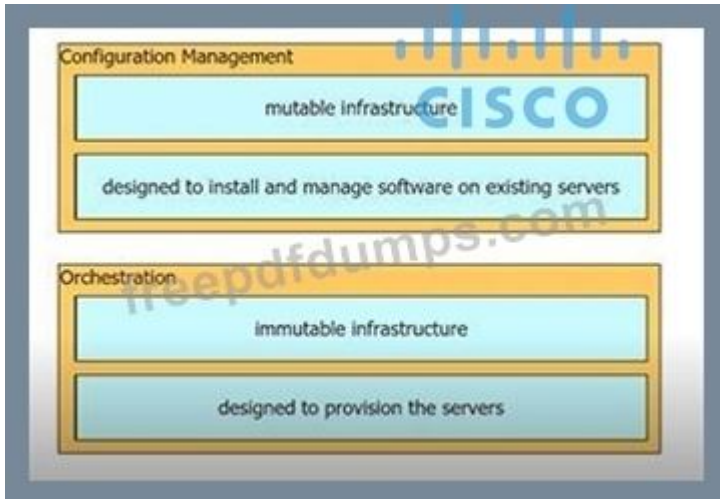 Configuration Management
CISCO
mutable infrastructure
designed to install and manage software on existing servers
freepdfdumps.com
Orchestration
immutable infrastructure
designed to provision the servers